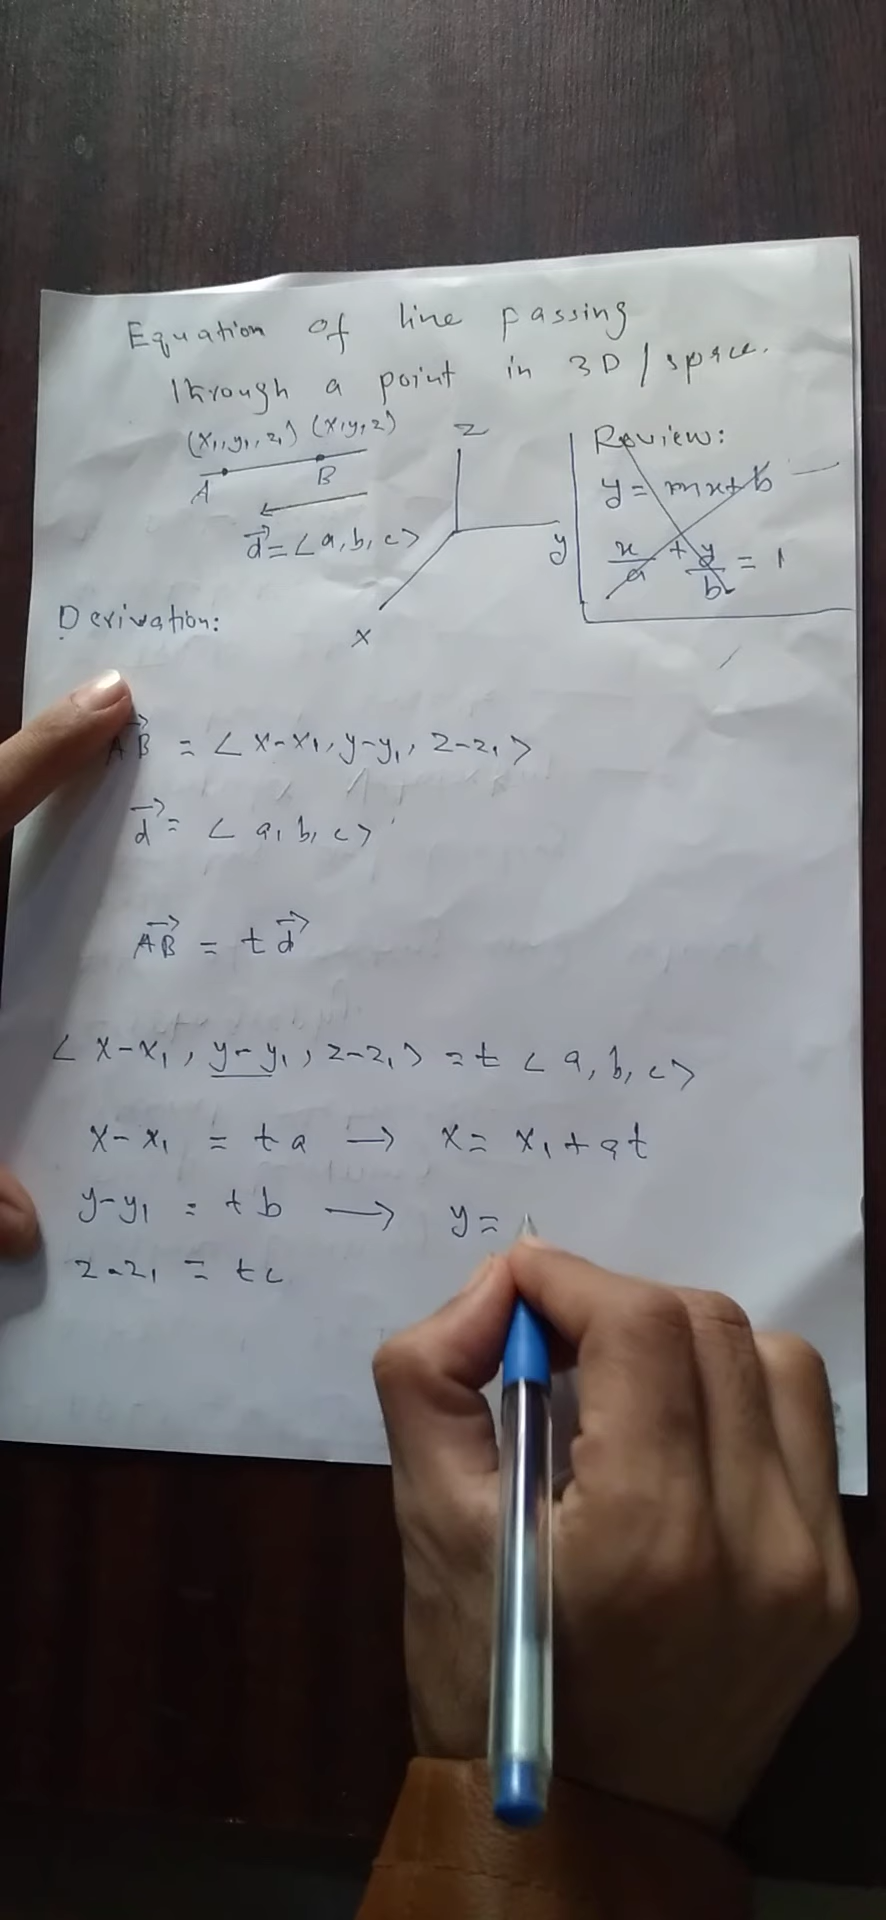 Equation of line passing
through a point in 3D / space.
(x₁, y₁, z₁) (x, y, z)
A B
d⃗ = < a, b, c >
z
y
x
Review:
y = mx + b
x/a + y/b = 1
Derivation:
AB⃗ = < x-x₁, y-y₁, z-z₁ >
d⃗ = < a, b, c >
AB⃗ = t d⃗
< x-x₁, y-y₁, z-z₁ > = t < a, b, c >
x-x₁ = ta → x = x₁ + at
y-y₁ = tb → y =
z-z₁ = tc